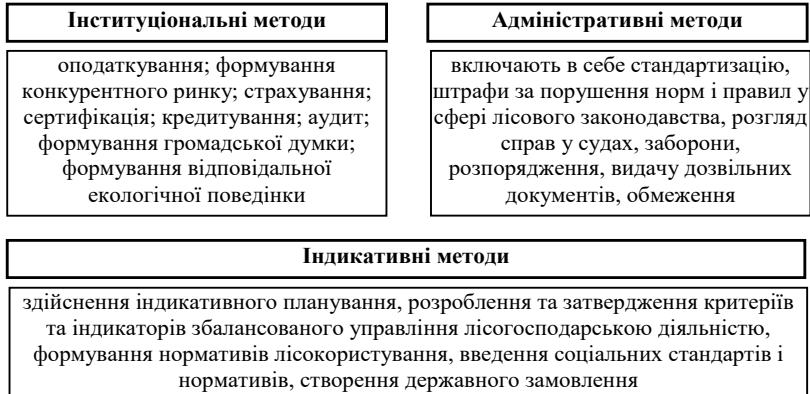 Інституціональні методи
оподаткування; формування
конкурентного ринку; страхування;
сертифікація; кредитування; аудит;
формування громадської думки;
формування відповідальної
екологічної поведінки
Адміністративні методи
включають в себе стандартизацію,
штрафи за порушення норм і правил у
сфері лісового законодавства, розгляд
справ у судах, заборони,
розпорядження, видачу дозвільних
документів, обмеження
Індикативні методи
здійснення індикативного планування, розроблення та затвердження критеріїв
та індикаторів збалансованого управління лісогосподарською діяльністю,
формування нормативів лісокористування, введення соціальних стандартів і
нормативів, створення державного замовлення